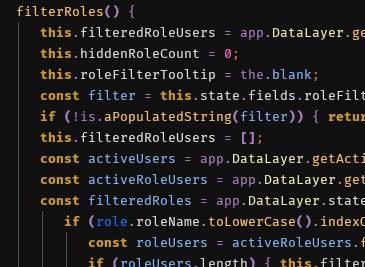 filterRoles() {
this.filteredRoleUsers = app.DataLayer.ge
this.hiddenRoleCount = 0;
this.roleFilterTooltip = the.blank;
const filter = this.state.fields.roleFilt
if (!is.aPopulatedString(filter)) { retur
this.filteredRoleUsers = [];
const activeUsers = app.DataLayer.getActi
const activeRoleUsers = app.DataLayer.get
const filteredRoles = app.DataLayer.state
if (role.roleName.toLowerCase().indexO
const roleUsers = activeRoleUsers.f
if (roleUsers.length) { this.filter